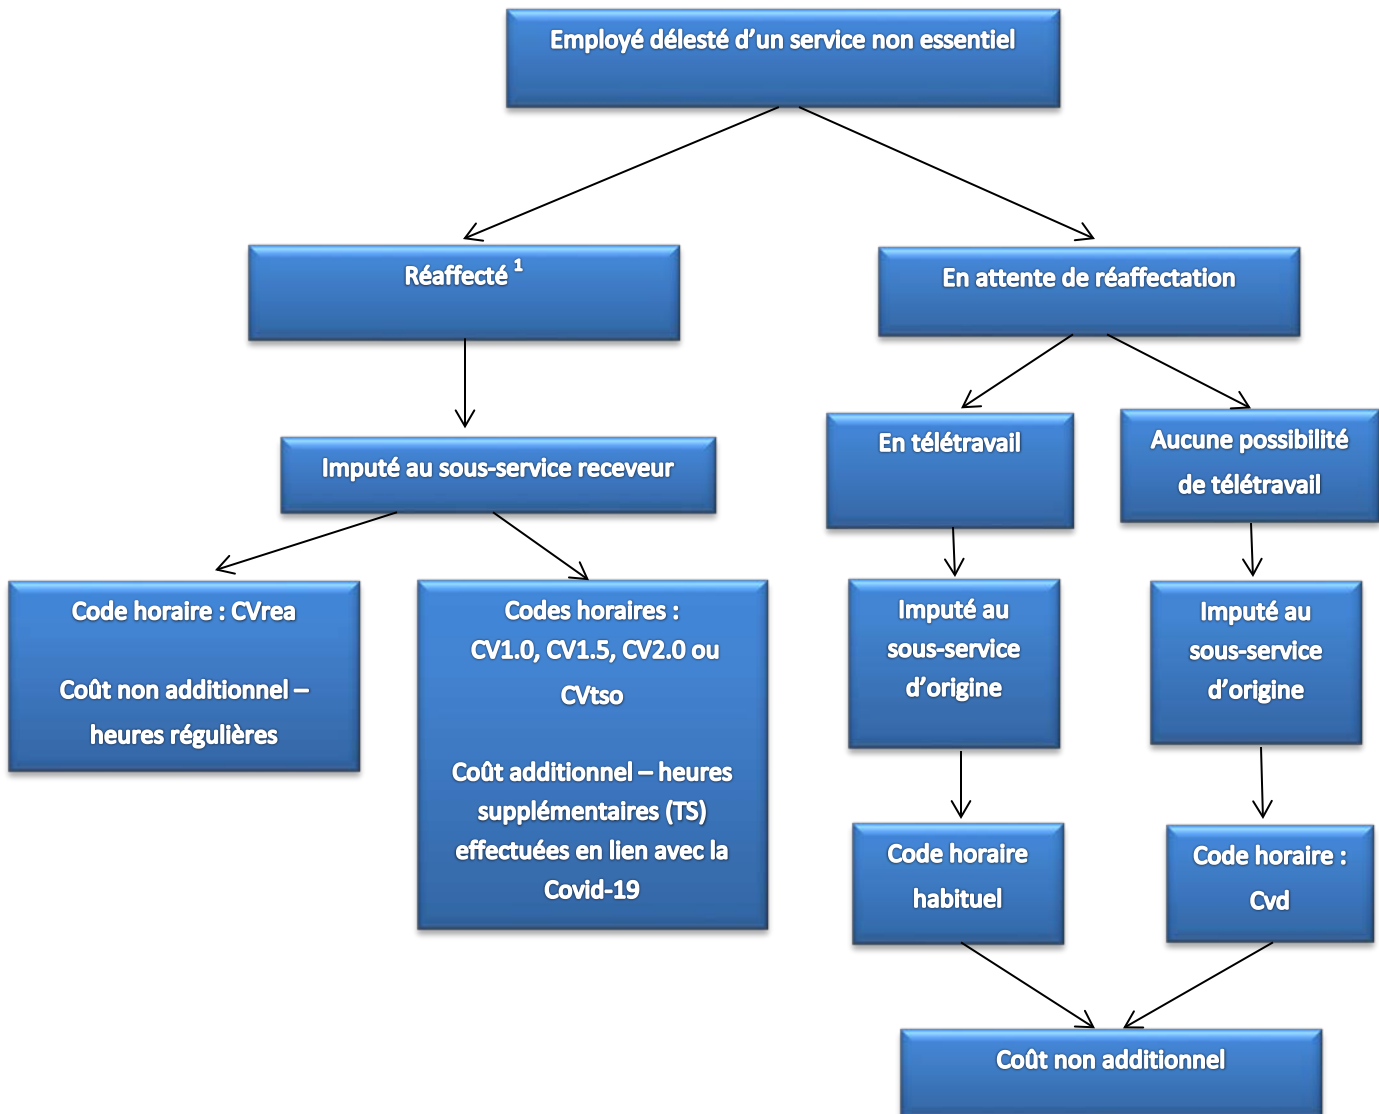 Employé délesté d’un service non essentiel
Réaffecté 1
En attente de réaffectation
Imputé au sous-service receveur
En télétravail
Aucune possibilité
de télétravail
Code horaire : CVrea
Coût non additionnel –
heures régulières
Codes horaires :
CV1.0, CV1.5, CV2.0 ou
CVtso
Coût additionnel – heures
supplémentaires (TS)
effectuées en lien avec la
Covid-19
Imputé au
sous-service
d’origine
Imputé au
sous-service
d’origine
Code horaire
habituel
Code horaire :
Cvd
Coût non additionnel